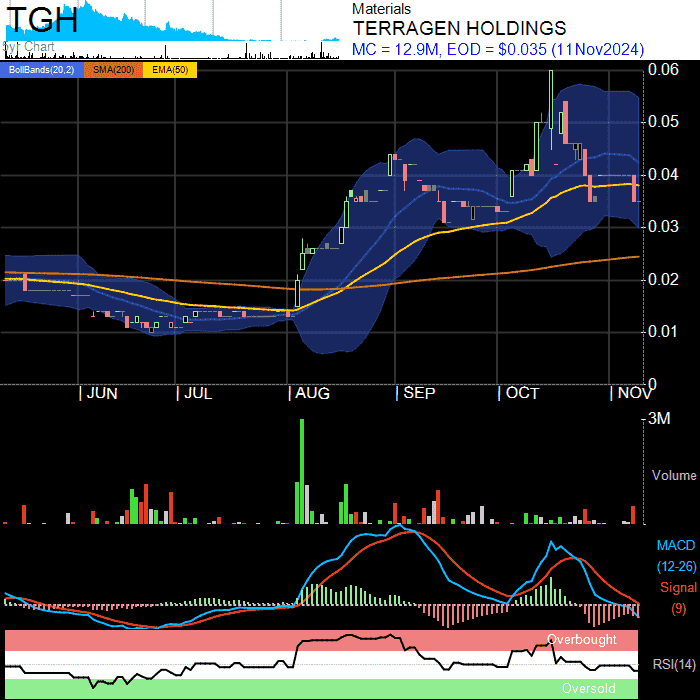 TGH
5yr Chart
Materials
TERRAGEN HOLDINGS
MC = 12.9M, EOD = $0.035 (11Nov2024)
BollBands(20,2) SMA(200) EMA(50)
0.06
0.05
0.04
0.03
0.02
0.01
0
JUN JUL AUG SEP OCT NOV
3M
Volume
MACD
(12-26)
Signal
(9)
Overbought
RSI(14)
Oversold